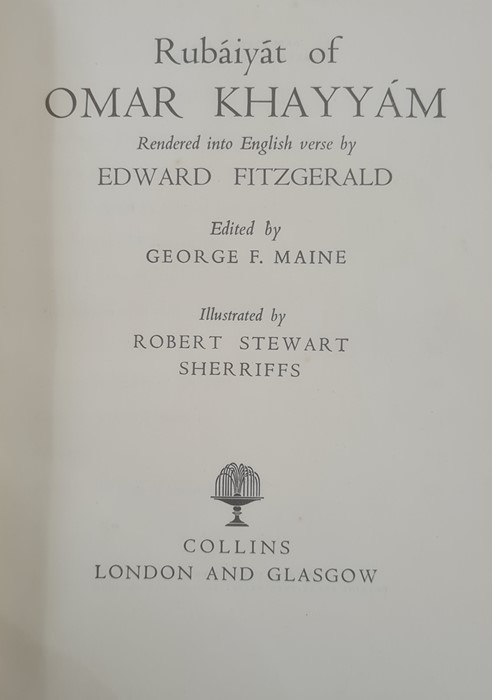 Rubáiyát of
OMAR KHAYYÁM
Rendered into English verse by
EDWARD FITZGERALD
Edited by
GEORGE F. MAINE
Illustrated by
ROBERT STEWART
SHERRIFFS
COLLINS
LONDON AND GLASGOW